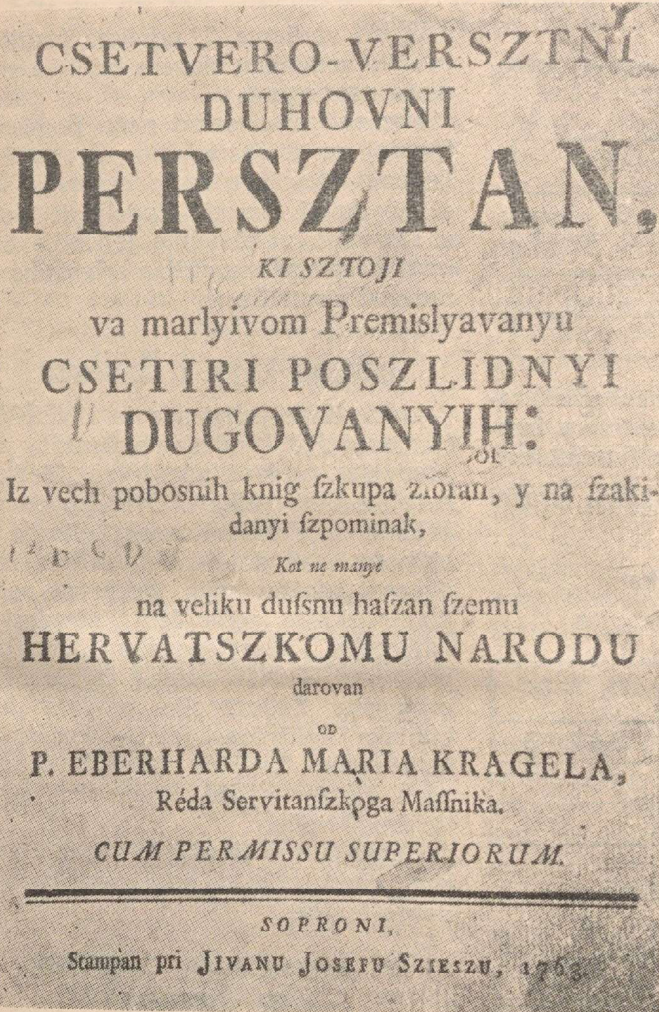 CSETVERO-VERSZTNI
DUHOVNI
PERSZTAN,
KI SZTOJI
va marlyivom Premislyavanyu
CSETIRI POSZLIDNYI
DUGOVANYIH:
Iz vech pobosnih knig ſzkupa zibran, y na ſzaki-
danyi ſzpominak,
Kot ne manye
na veliku duſsnu haſzan ſzemu
HERVATSZKOMU NARODU
darovan
OD
P. EBERHARDA MARIA KRAGELA,
Réda Servitanſzkoga Maſſnika.
CUM PERMISSU SUPERIORUM.
SOPRONI,
Stampan pri JIVANU JOSEFU SZIESZU, 1763